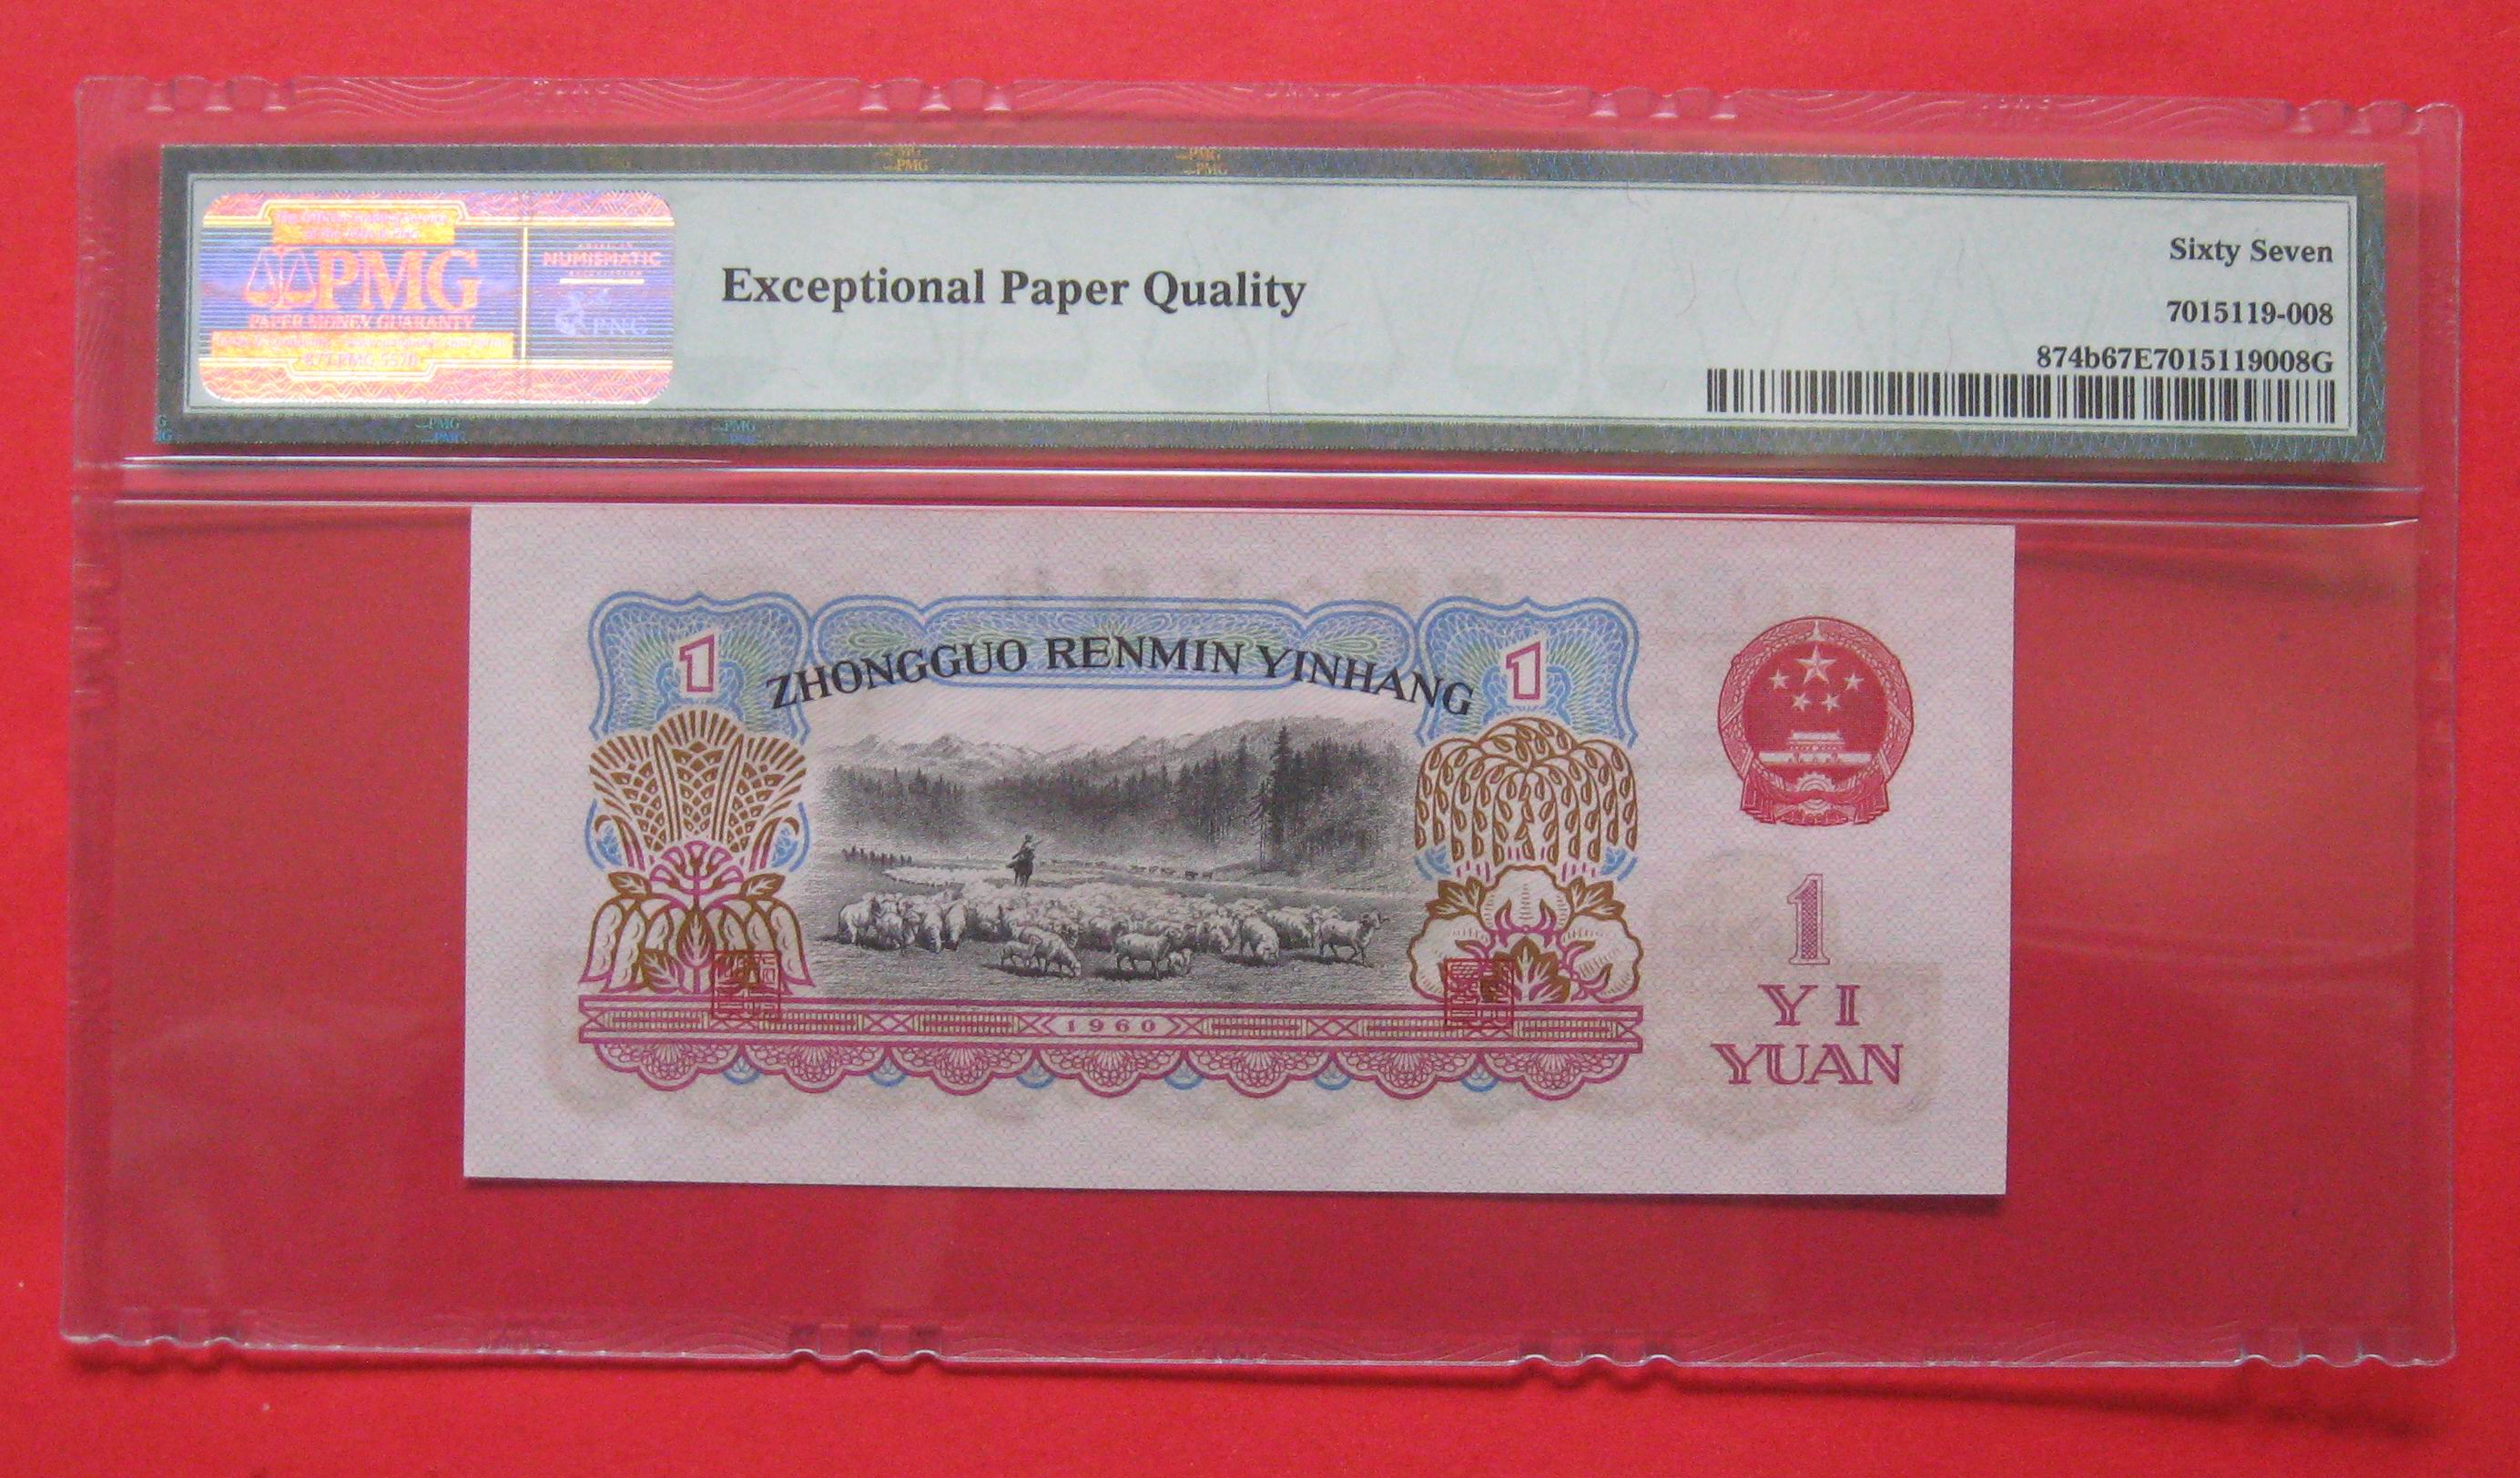 PMG
PAPER MONEY GUARANTY
NUMISMATIC
PNG
Exceptional Paper Quality
Sixty Seven
7015119-008
874b67E7015119008G
1
ZHONGGUO RENMIN YINHANG
1
1960
1
YI
YUAN